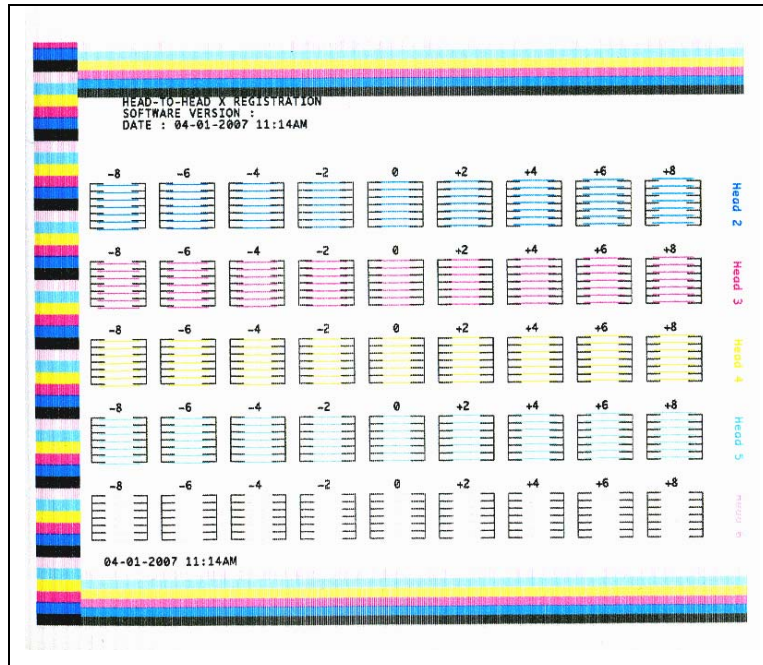 HEAD-TO-HEAD X REGISTRATION
SOFTWARE VERSION :
DATE : 04-01-2007 11:14AM
-8 -6 -4 -2 0 +2 +4 +6 +8
Head 2
-8 -6 -4 -2 0 +2 +4 +6 +8
Head 3
-8 -6 -4 -2 0 +2 +4 +6 +8
Head 4
-8 -6 -4 -2 0 +2 +4 +6 +8
Head 5
-8 -6 -4 -2 0 +2 +4 +6 +8
Head 6
04-01-2007 11:14AM